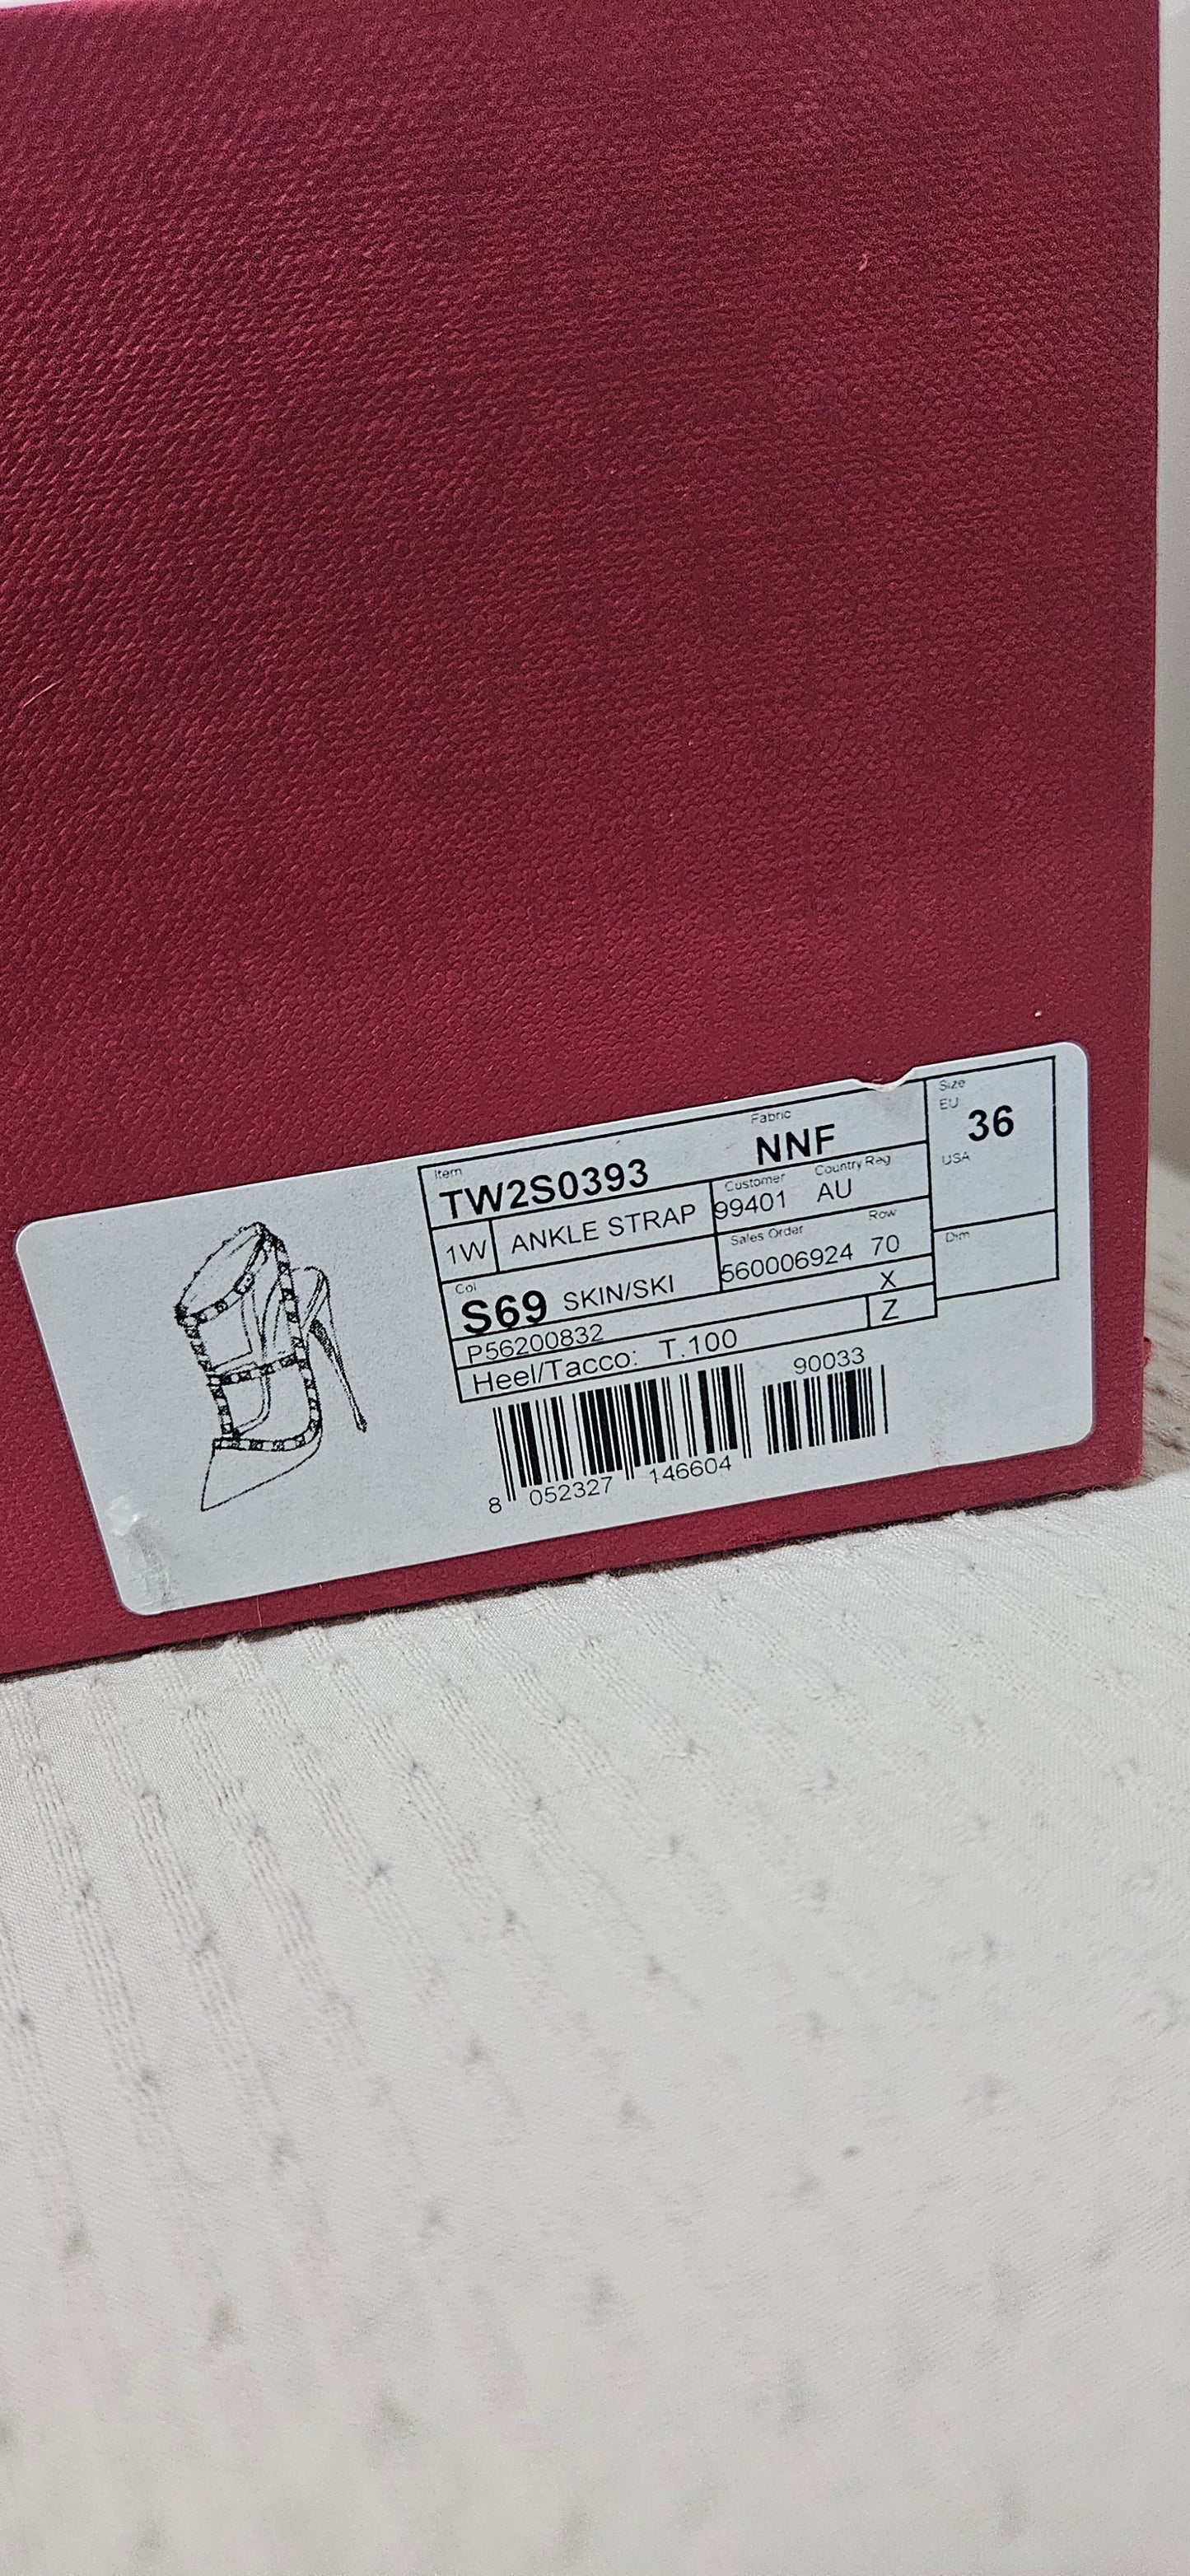 Item
TW2S0393
Fabric
NNF
Size
EU
36
USA
1W
ANKLE STRAP
Customer
99401
Country Rag
AU
Col
S69 SKIN/SKI
Sales Order
560006924
Row
70
Dim
P56200832
X
Heel/Tacco: T.100
Z
90033
8 052327 146604